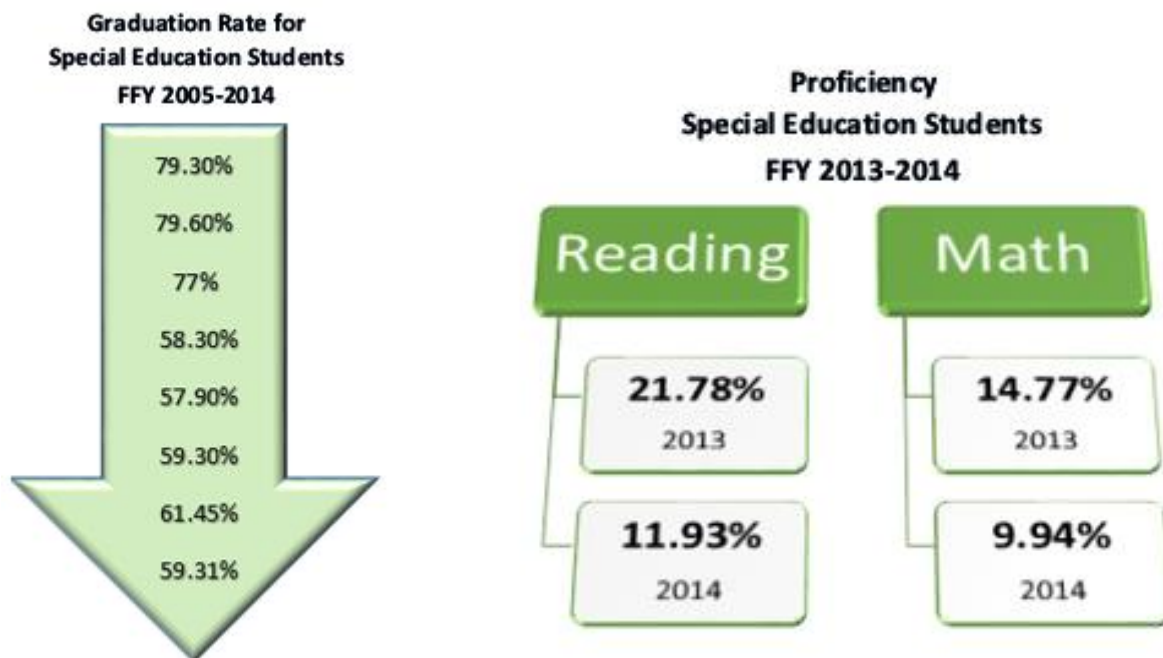 Graduation Rate for
Special Education Students
FFY 2005-2014
79.30%
79.60%
77%
58.30%
57.90%
59.30%
61.45%
59.31%
Proficiency
Special Education Students
FFY 2013-2014
Reading
21.78%
2013
11.93%
2014
Math
14.77%
2013
9.94%
2014